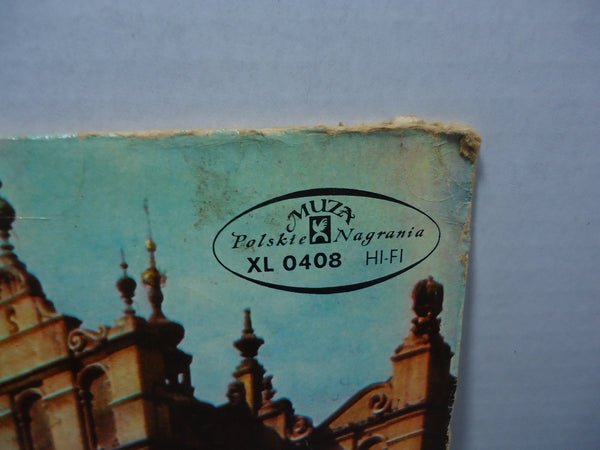 MUZA
Polskie Nagrania
XL 0408 HI-FI